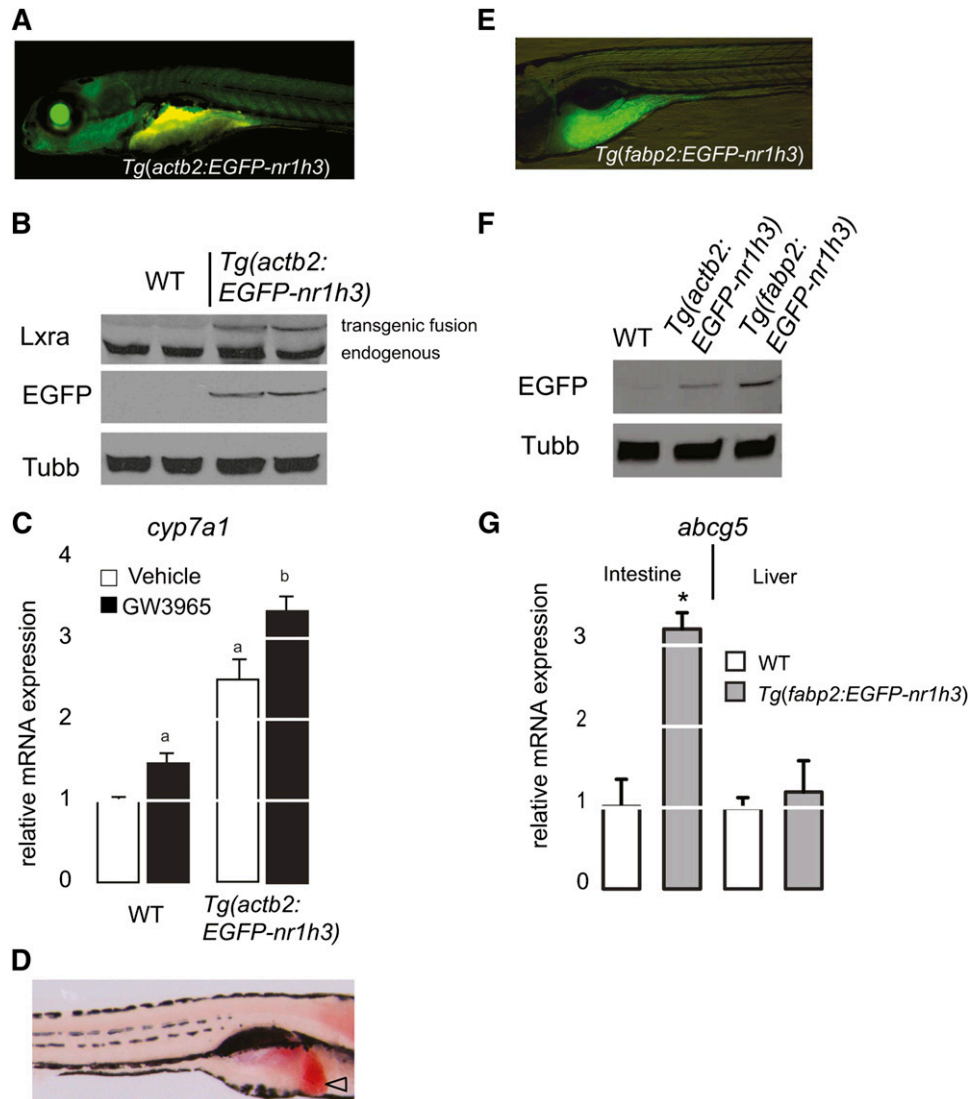 A
Tg(actb2:EGFP-nr1h3)
B
WT
Tg(actb2:
EGFP-nr1h3)
Lxra
transgenic fusion
endogenous
EGFP
Tubb
C
cyp7a1
relative mRNA expression
4
3
2
1
0
Vehicle
GW3965
a
a
b
WT
Tg(actb2:
EGFP-nr1h3)
D
E
Tg(fabp2:EGFP-nr1h3)
F
WT
Tg(actb2:
EGFP-nr1h3)
Tg(fabp2:
EGFP-nr1h3)
EGFP
Tubb
G
abcg5
Intestine
Liver
relative mRNA expression
3
2
1
0
*
WT
Tg(fabp2:EGFP-nr1h3)